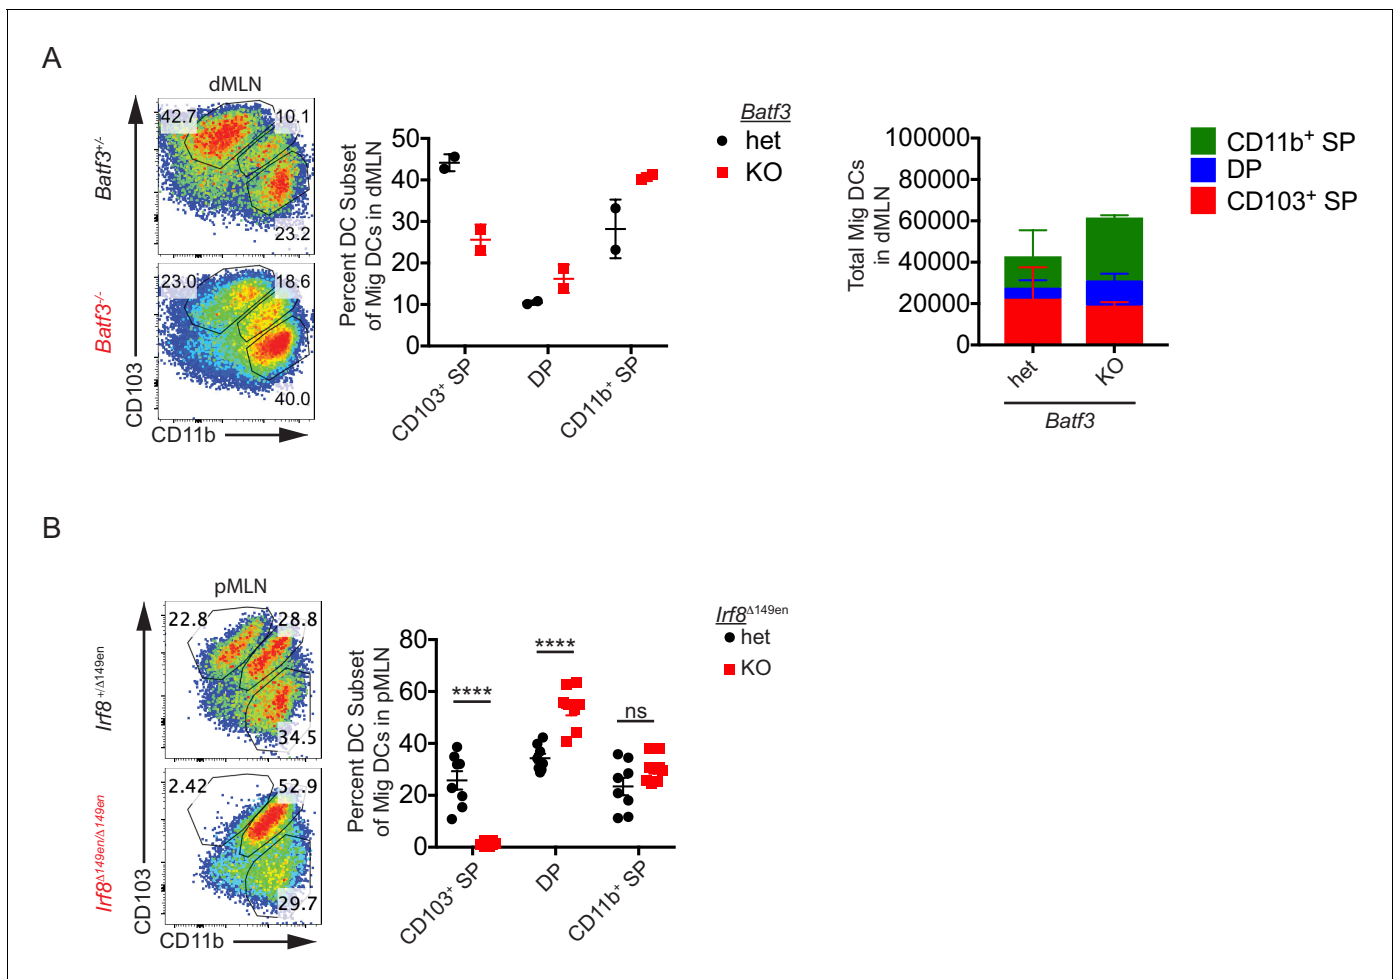 A
dMLN
42.7
10.1
23.2
Batf3+/-
23.0
18.6
40.0
Batf3-/-
CD103
CD11b
Percent DC Subset
of Mig DCs in dMLN
50
40
30
20
10
0
CD103+ SP
DP
CD11b+ SP
Batf3
het
KO
Total Mig DCs
in dMLN
100000
80000
60000
40000
20000
0
het
KO
Batf3
CD11b+ SP
DP
CD103+ SP
B
pMLN
22.8
28.8
34.5
Irf8+/Δ149en
2.42
52.9
29.7
Irf8Δ149en/Δ149en
CD103
CD11b
Percent DC Subset
of Mig DCs in pMLN
80
60
40
20
0
****
****
ns
CD103+ SP
DP
CD11b+ SP
Irf8Δ149en
het
KO